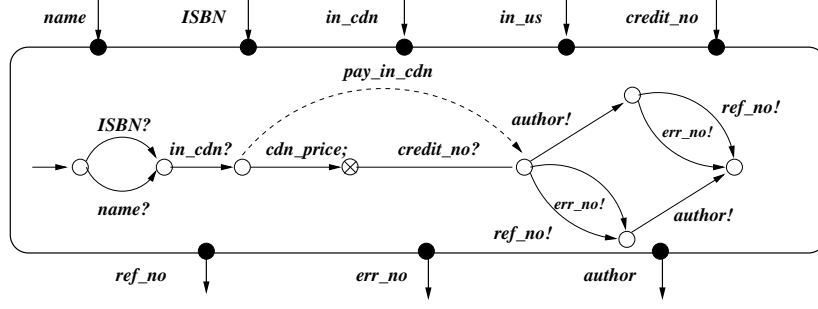 name ISBN in_cdn in_us credit_no
pay_in_cdn
author! ref_no!
ISBN? err_no!
in_cdn? cdn_price; credit_no?
name? err_no! author!
ref_no!
ref_no err_no author